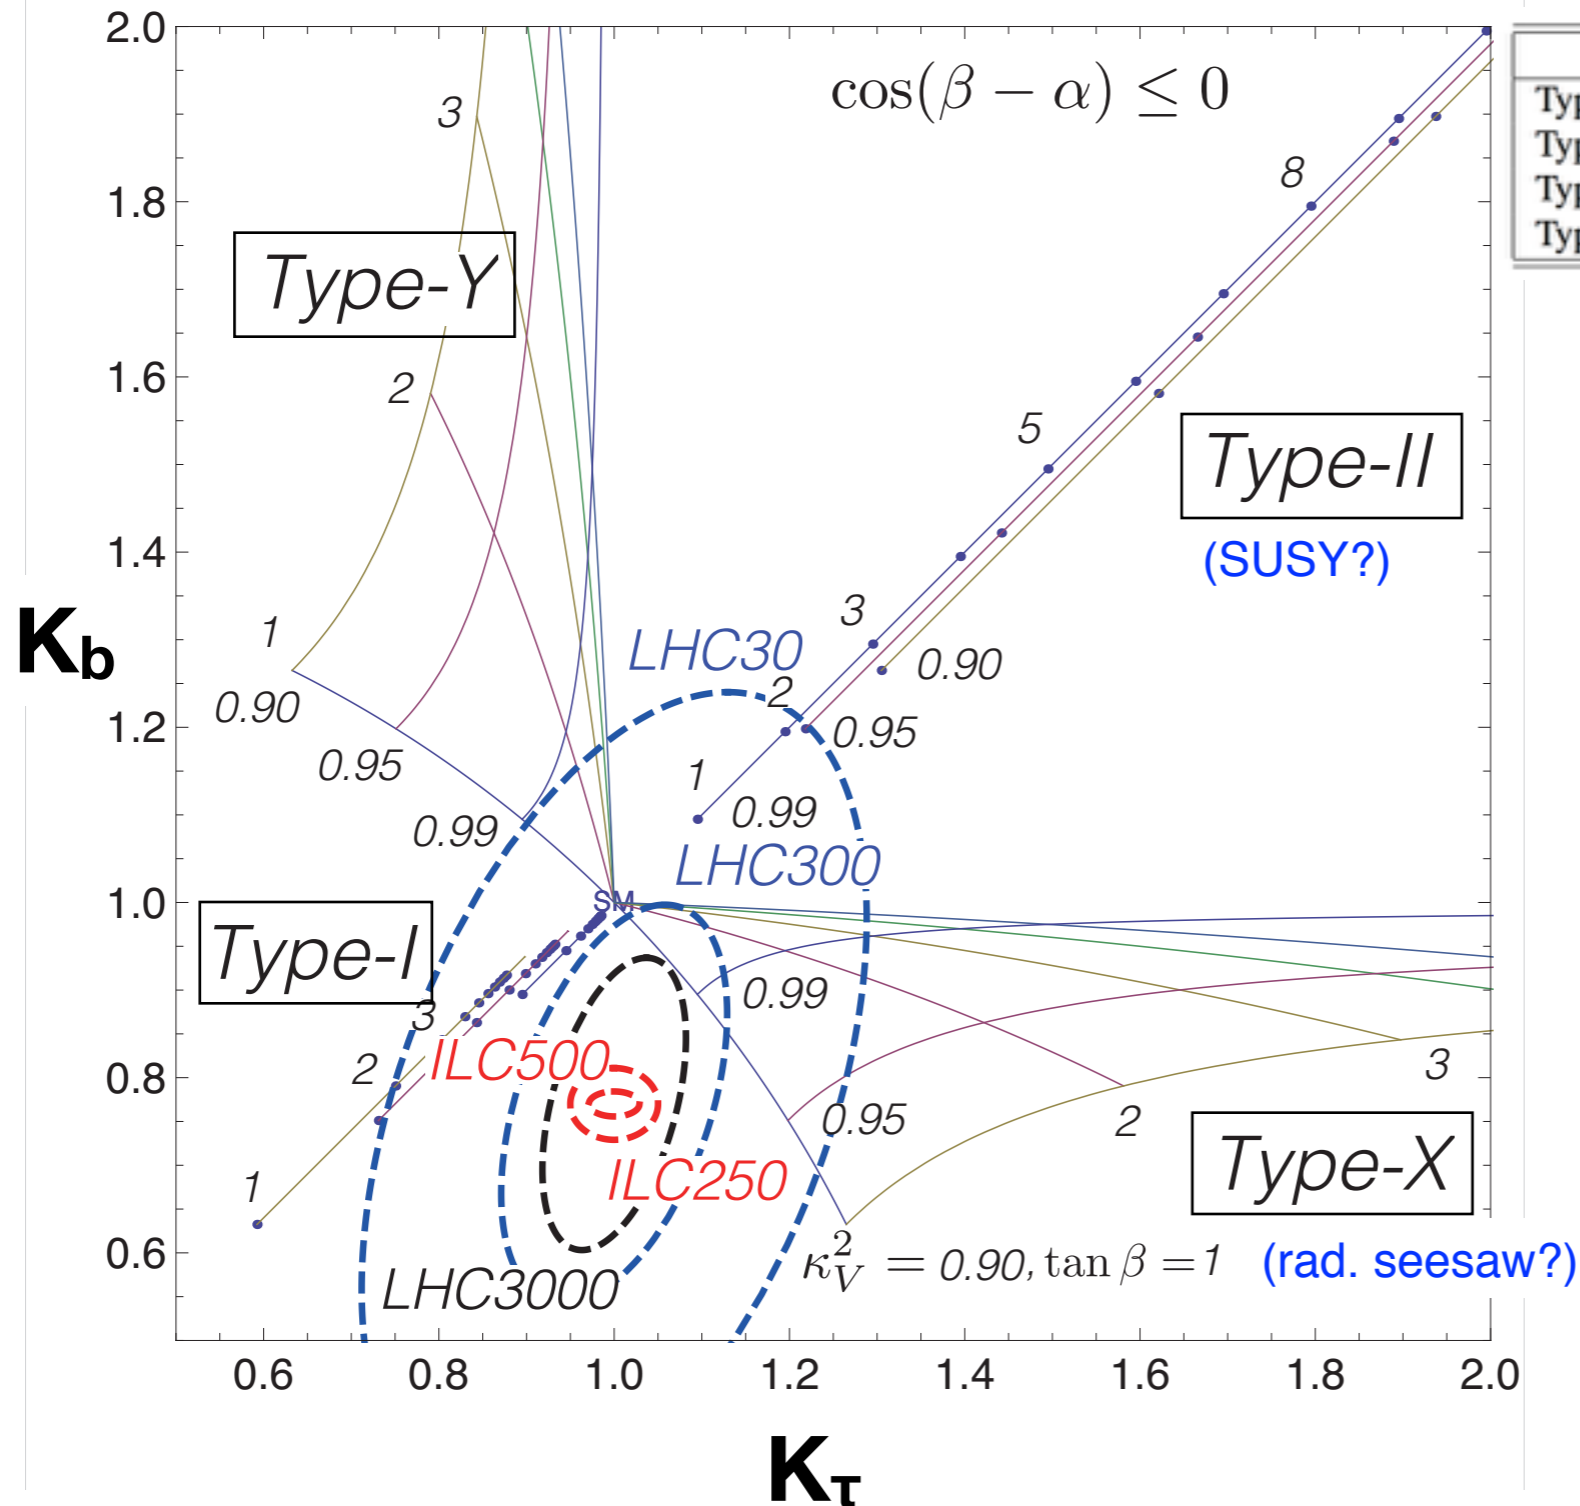 2.0
cos(β − α) ≤ 0
3
8
1.8
Type-Y
1.6
2
5
Type-II
(SUSY?)
1.4
K_b
1
3
LHC30
0.90
2
0.90
1.2
0.95
0.95
1
0.99
0.99
LHC300
1.0
SM
Type-I
0.99
3
ILC500
2
3
0.8
0.95
2
ILC250
Type-X
1
0.6
κ_V^2 = 0.90, tan β = 1 (rad. seesaw?)
LHC3000
0.6 0.8 1.0 1.2 1.4 1.6 1.8 2.0
K_τ